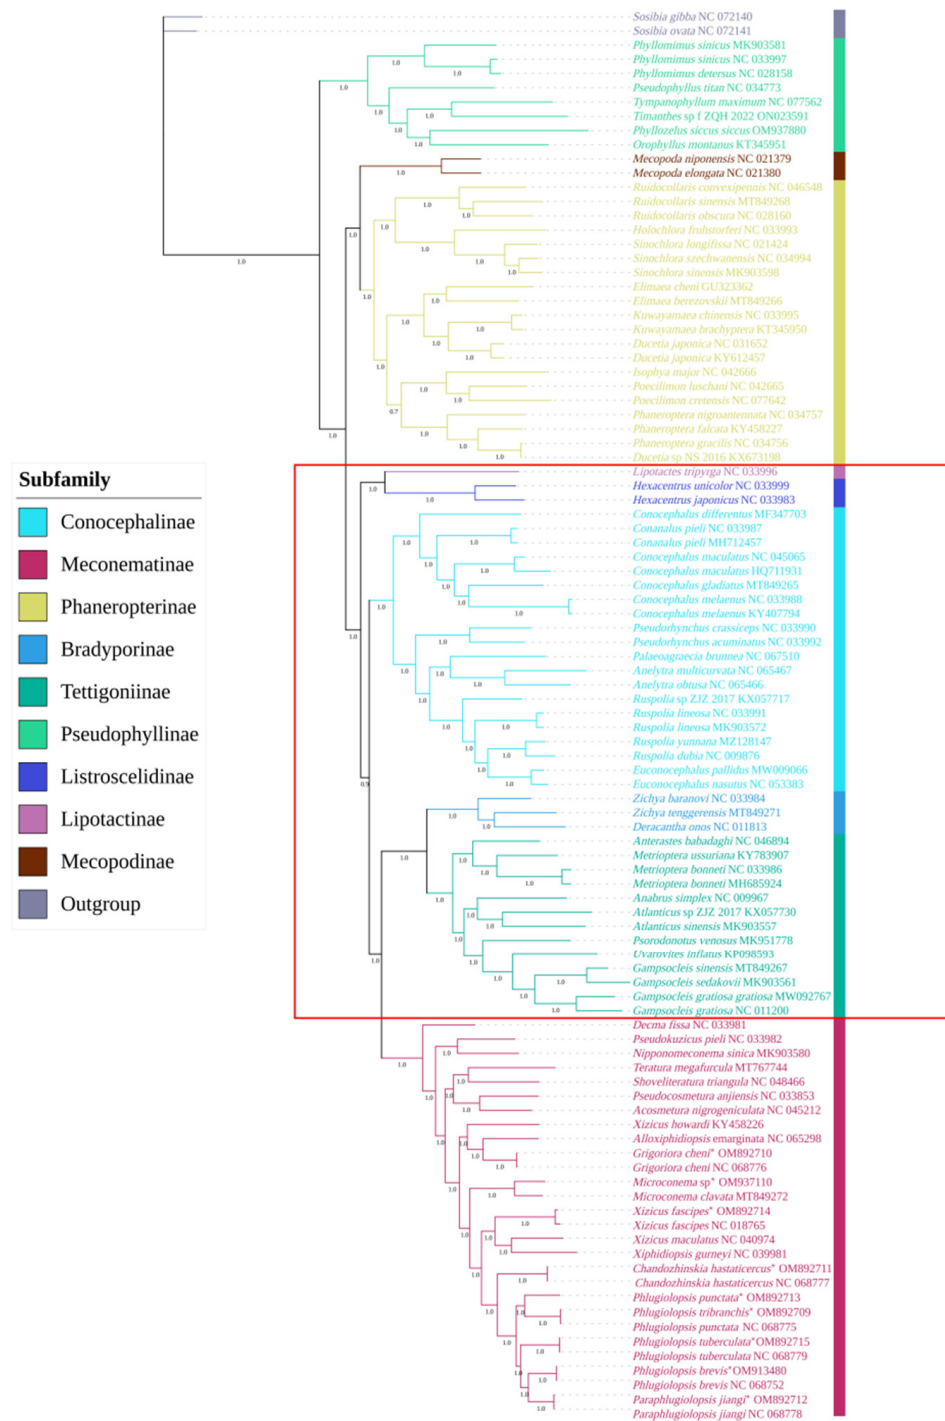 Sosibia gibba NC 072140
Sosibia ovata NC 072141
Phyllomimus sinicus MK903581
Phyllomimus sinicus NC 033997
Phyllomimus detersus NC 028158
Pseudophyllus titan NC 034773
Tympanophyllum maximum NC 077562
Timanthes sp f ZQH 2022 ON023591
Phyllozelus siccus siccus OM937880
Orophyllus montanus KT345951
Mecopoda niponensis NC 021379
Mecopoda elongata NC 021380
Ruidocollaris convexipennis NC 046548
Ruidocollaris sinensis MT849268
Ruidocollaris obscura NC 028160
Holochlora fruhstorferi NC 033993
Sinochlora longifissa NC 021424
Sinochlora szechwanensis NC 034994
Sinochlora sinensis MK903598
Elimaea cheni GU323362
Elimaea berezovskii MT849266
Kuwayamaea chinensis NC 033995
Kuwayamaea brachyptera KT345950
Ducetia japonica NC 031652
Ducetia japonica KY612457
Isophya major NC 042666
Poecilimon luschani NC 042665
Poecilimon cretensis NC 077642
Phaneroptera nigroantennata NC 034757
Phaneroptera falcata KY458227
Phaneroptera gracilis NC 034756
Ducetia sp NS 2016 KX673198
Lipotactes tripyrga NC 033996
Hexacentrus unicolor NC 033999
Hexacentrus japonicus NC 033983
Conocephalus differentus MF347703
Conanalus pieli NC 033987
Conanalus pieli MH712457
Conocephalus maculatus NC 045065
Conocephalus maculatus HQ711931
Conocephalus gladiatus MT849265
Conocephalus melaenus NC 033988
Conocephalus melaenus KY407794
Pseudorhynchus crassiceps NC 033990
Pseudorhynchus acuminatus NC 033992
Palaeoagraecia brunnea NC 067510
Anelytra multicurvata NC 065467
Anelytra obtusa NC 065466
Ruspolia sp ZJZ 2017 KX057717
Ruspolia lineosa NC 033991
Ruspolia lineosa MK903572
Ruspolia yunnana MZ128147
Ruspolia dubia NC 009876
Euconocephalus pallidus MW009066
Euconocephalus nasutus NC 053383
Zichya baranovi NC 033984
Zichya tenggerensis MT849271
Deracantha onos NC 011813
Anterastes babadaghi NC 046894
Metrioptera ussuriana KY783907
Metrioptera bonneti NC 033986
Metrioptera bonneti MH685924
Anabrus simplex NC 009967
Atlanticus sp ZJZ 2017 KX057730
Atlanticus sinensis MK903557
Psorodonotus venosus MK951778
Uvarovites inflatus KP098593
Gampsocleis sinensis MT849267
Gampsocleis sedakovii MK903561
Gampsocleis gratiosa gratiosa MW092767
Gampsocleis gratiosa NC 011200
Decma fissa NC 033981
Pseudokuzicus pieli NC 033982
Nipponomeconema sinica MK903580
Teratura megafurcula MT767744
Shoveliteratura triangula NC 048466
Pseudocosmetura anjiensis NC 033853
Acosmetura nigrogeniculata NC 045212
Xizicus howardi KY458226
Alloxiphidiopsis emarginata NC 065298
Grigoriora cheni* OM892710
Grigoriora cheni NC 068776
Microconema sp* OM937110
Microconema clavata MT849272
Xizicus fascipes* OM892714
Xizicus fascipes NC 018765
Xizicus maculatus NC 040974
Xiphidiopsis gurneyi NC 039981
Chandozhinskia hastaticercus* OM892711
Chandozhinskia hastaticercus NC 068777
Phlugiolopsis punctata* OM892713
Phlugiolopsis tribranchis* OM892709
Phlugiolopsis punctata NC 068775
Phlugiolopsis tuberculata*OM892715
Phlugiolopsis tuberculata NC 068779
Phlugiolopsis brevis*OM913480
Phlugiolopsis brevis NC 068752
Paraphlugiolopsis jiangi* OM892712
Paraphlugiolopsis jiangi NC 068778
Subfamily
Conocephalinae
Meconematinae
Phaneropterinae
Bradyporinae
Tettigoniinae
Pseudophyllinae
Listroscelidinae
Lipotactinae
Mecopodinae
Outgroup